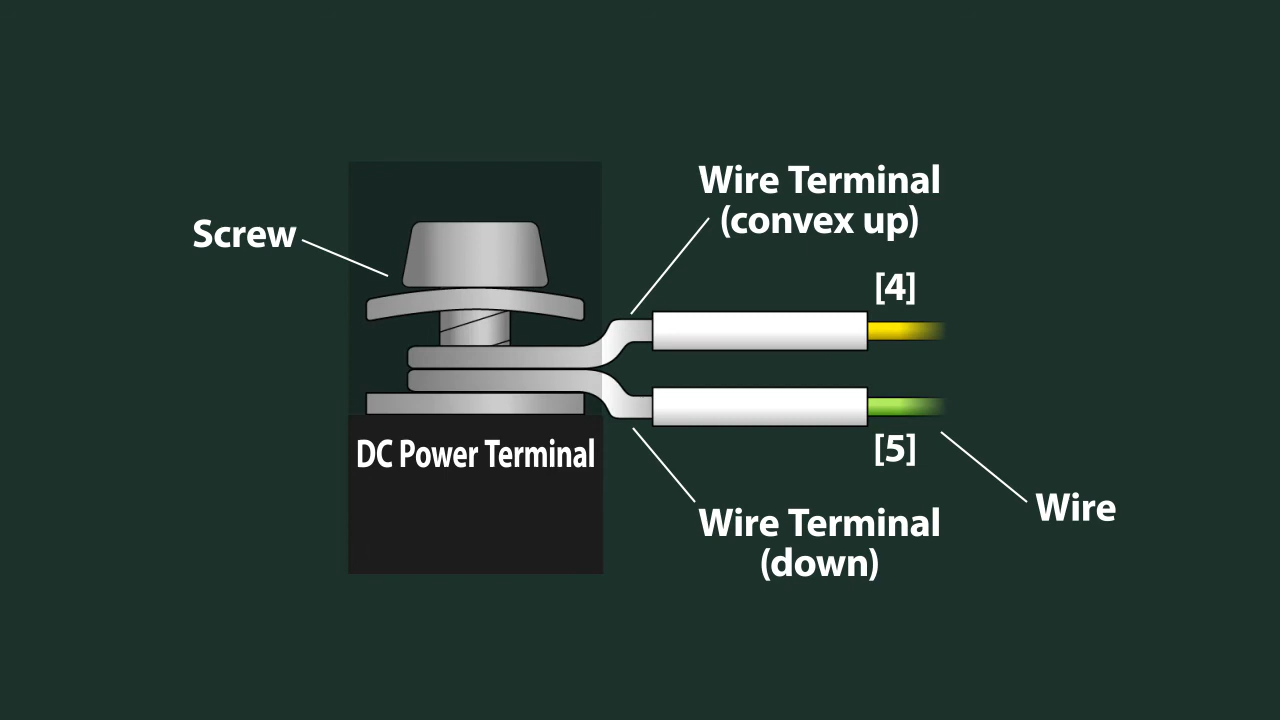 Wire Terminal
(convex up)
Screw
[4]
DC Power Terminal
[5]
Wire
Wire Terminal
(down)